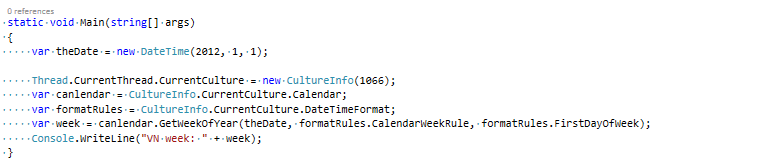 0 references
static void Main(string[] args)
{
var theDate = new DateTime(2012, 1, 1);
Thread.CurrentThread.CurrentCulture = new CultureInfo(1066);
var canlendar = CultureInfo.CurrentCulture.Calendar;
var formatRules = CultureInfo.CurrentCulture.DateTimeFormat;
var week = canlendar.GetWeekOfYear(theDate, formatRules.CalendarWeekRule, formatRules.FirstDayOfWeek);
Console.WriteLine("VN week: " + week);
}